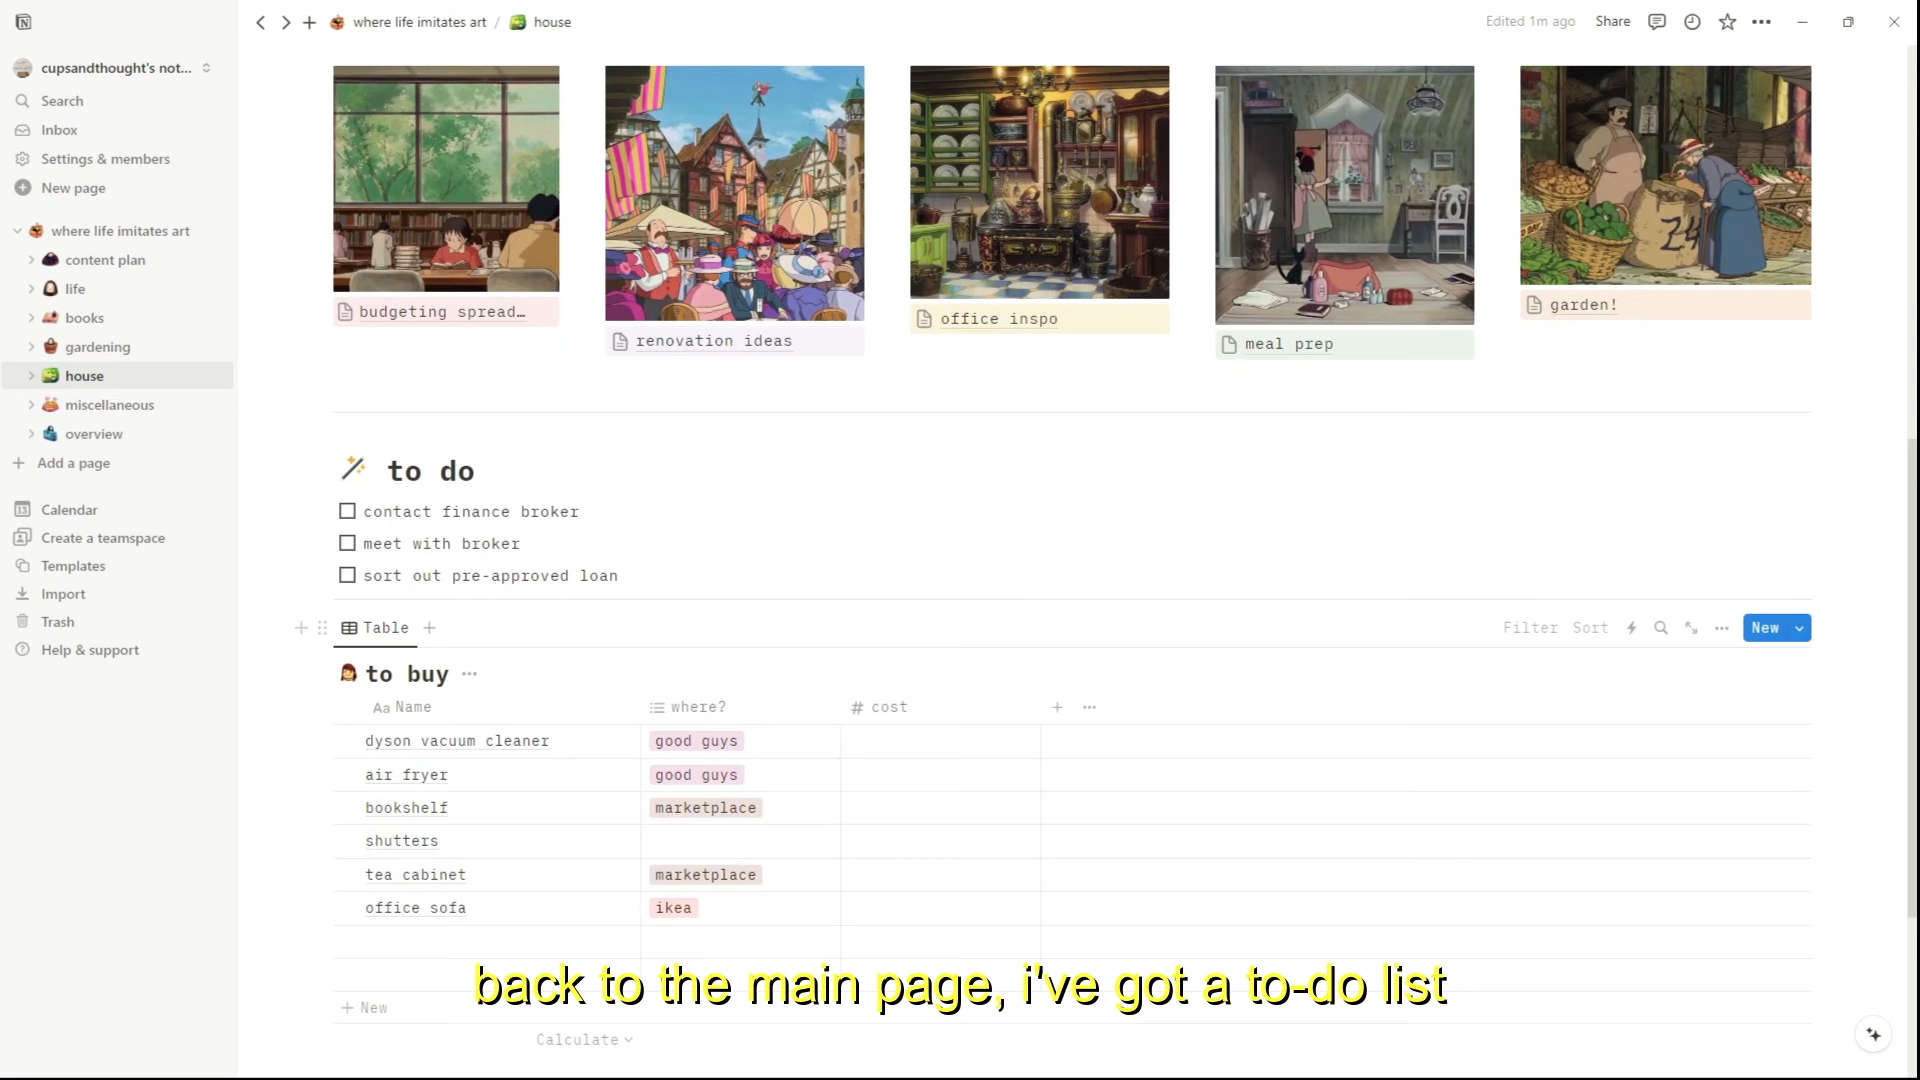 where life imitates art / house
Edited 1m ago Share
cupsandthought's not...
Search
Inbox
Settings & members
New page
where life imitates art
content plan
life
books
gardening
house
miscellaneous
overview
Add a page
13 Calendar
Create a teamspace
Templates
Import
Trash
Help & support
24
budgeting spread…
renovation ideas
office inspo
meal prep
garden!
to do
contact finance broker
meet with broker
sort out pre-approved loan
Table
Filter Sort New
to buy
Aa Name where? # cost
dyson vacuum cleaner good guys
air fryer good guys
bookshelf marketplace
shutters
tea cabinet marketplace
office sofa ikea
back to the main page, i've got a to-do list
+ New
Calculate